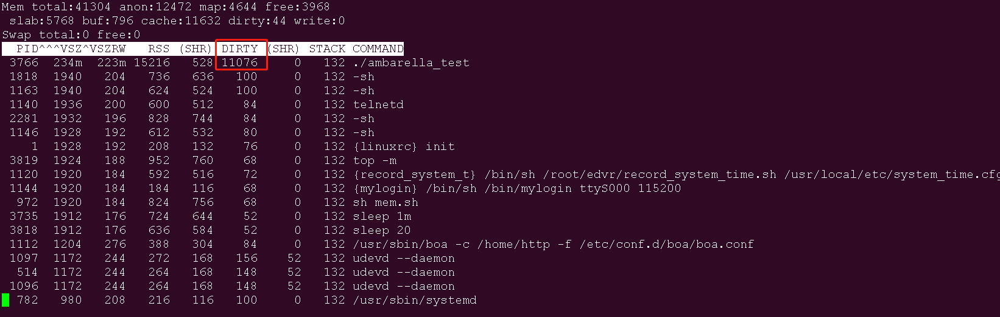 Mem total:41304 anon:12472 map:4644 free:3968
 slab:5768 buf:796 cache:11632 dirty:44 write:0
Swap total:0 free:0
  PID^^^VSZ^VSZRW   RSS (SHR) DIRTY (SHR) STACK COMMAND
 3766  234m  223m 15216   528 11076     0   132 ./ambarella_test
 1818  1940   204   736   636   100     0   132 -sh
 1163  1940   204   624   524   100     0   132 -sh
 1140  1936   200   600   512    84     0   132 telnetd
 2281  1932   196   828   744    84     0   132 -sh
 1146  1928   192   612   532    80     0   132 -sh
    1  1928   192   208   132    76     0   132 {linuxrc} init
 3819  1924   188   952   760    68     0   132 top -m
 1120  1920   184   592   516    72     0   132 {record_system_t} /bin/sh /root/edvr/record_system_time.sh /usr/local/etc/system_time.cfg
 1144  1920   184   184   116    68     0   132 {mylogin} /bin/sh /bin/mylogin ttyS000 115200
  972  1920   184   824   756    68     0   132 sh mem.sh
 3735  1912   176   724   644    52     0   132 sleep 1m
 3818  1912   176   636   584    52     0   132 sleep 20
 1112  1204   276   388   304    84     0   132 /usr/sbin/boa -c /home/http -f /etc/conf.d/boa/boa.conf
 1097  1172   244   272   168   156    52   132 udevd --daemon
  514  1172   244   264   168   148    52   132 udevd --daemon
 1096  1172   244   264   168   148    52   132 udevd --daemon
  782   980   208   216   116   100     0   132 /usr/sbin/systemd